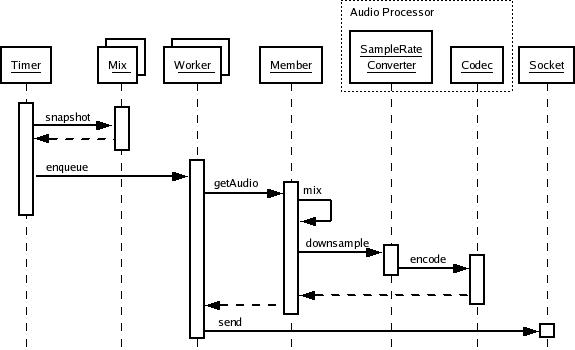 Audio Processor
Timer
Mix
Worker
Member
SampleRate
Converter
Codec
Socket
snapshot
enqueue
getAudio
mix
downsample
encode
send